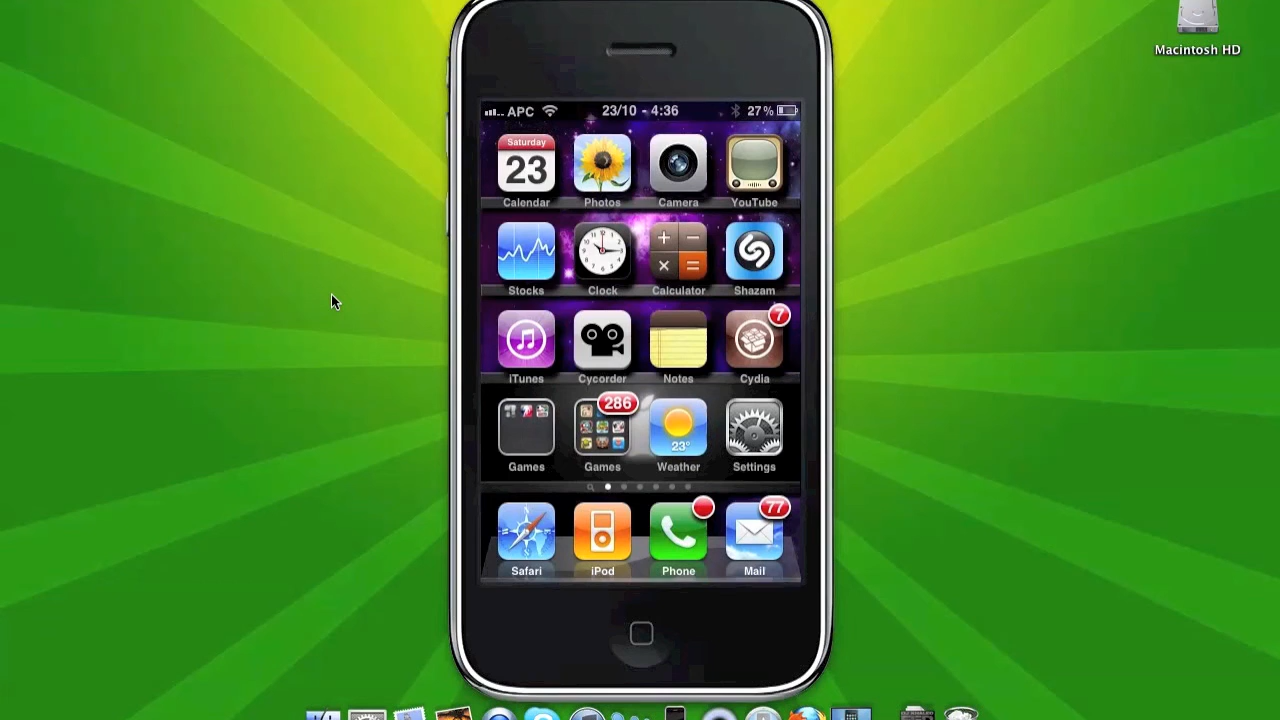 Macintosh HD
APC 23/10 - 4:36 27%
Saturday
23
Calendar Photos Camera YouTube
Stocks Clock Calculator Shazam
7
iTunes Cycorder Notes Cydia
286
23°
Games Games Weather Settings
77
Safari iPod Phone Mail